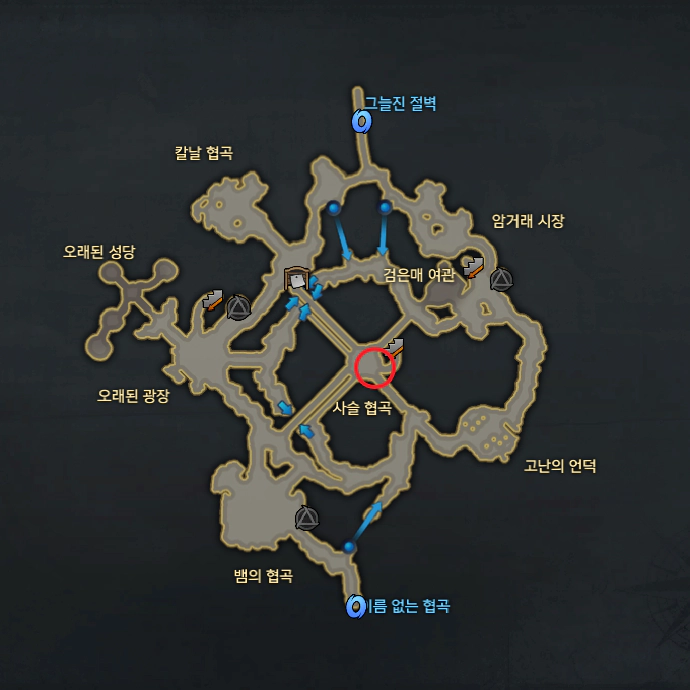 그늘진 절벽
칼날 협곡
암거래 시장
오래된 성당
검은매 여관
오래된 광장
사슬 협곡
고난의 언덕
뱀의 협곡
이름 없는 협곡